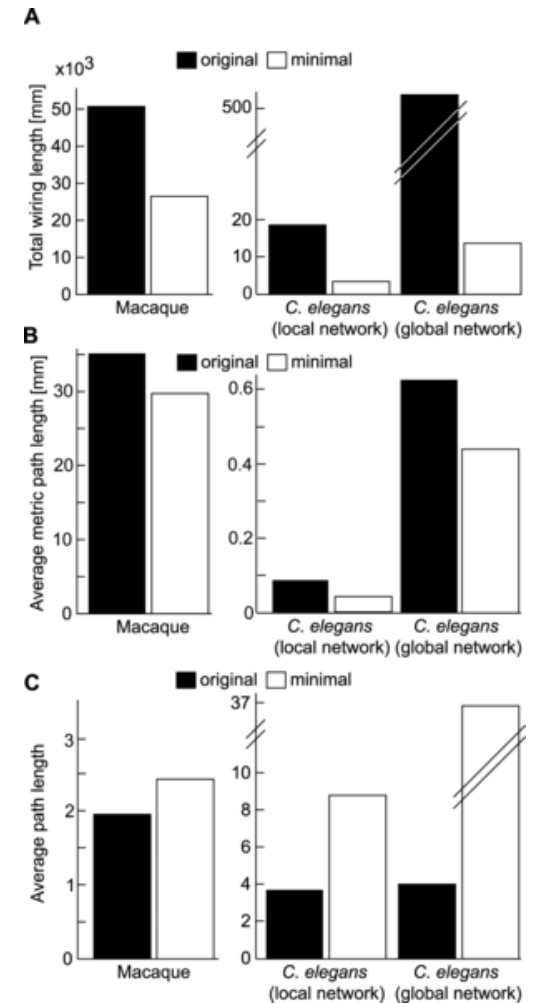 A
original minimal
x10³
Total wiring length [mm]
50
40
30
20
10
0
Macaque
500
20
10
0
C. elegans
(local network)
C. elegans
(global network)
B
original minimal
Average metric path length [mm]
30
20
10
0
Macaque
0.6
0.4
0.2
0
C. elegans
(local network)
C. elegans
(global network)
C
original minimal
Average path length
3
2
1
0
Macaque
37
10
8
6
4
2
0
C. elegans
(local network)
C. elegans
(global network)